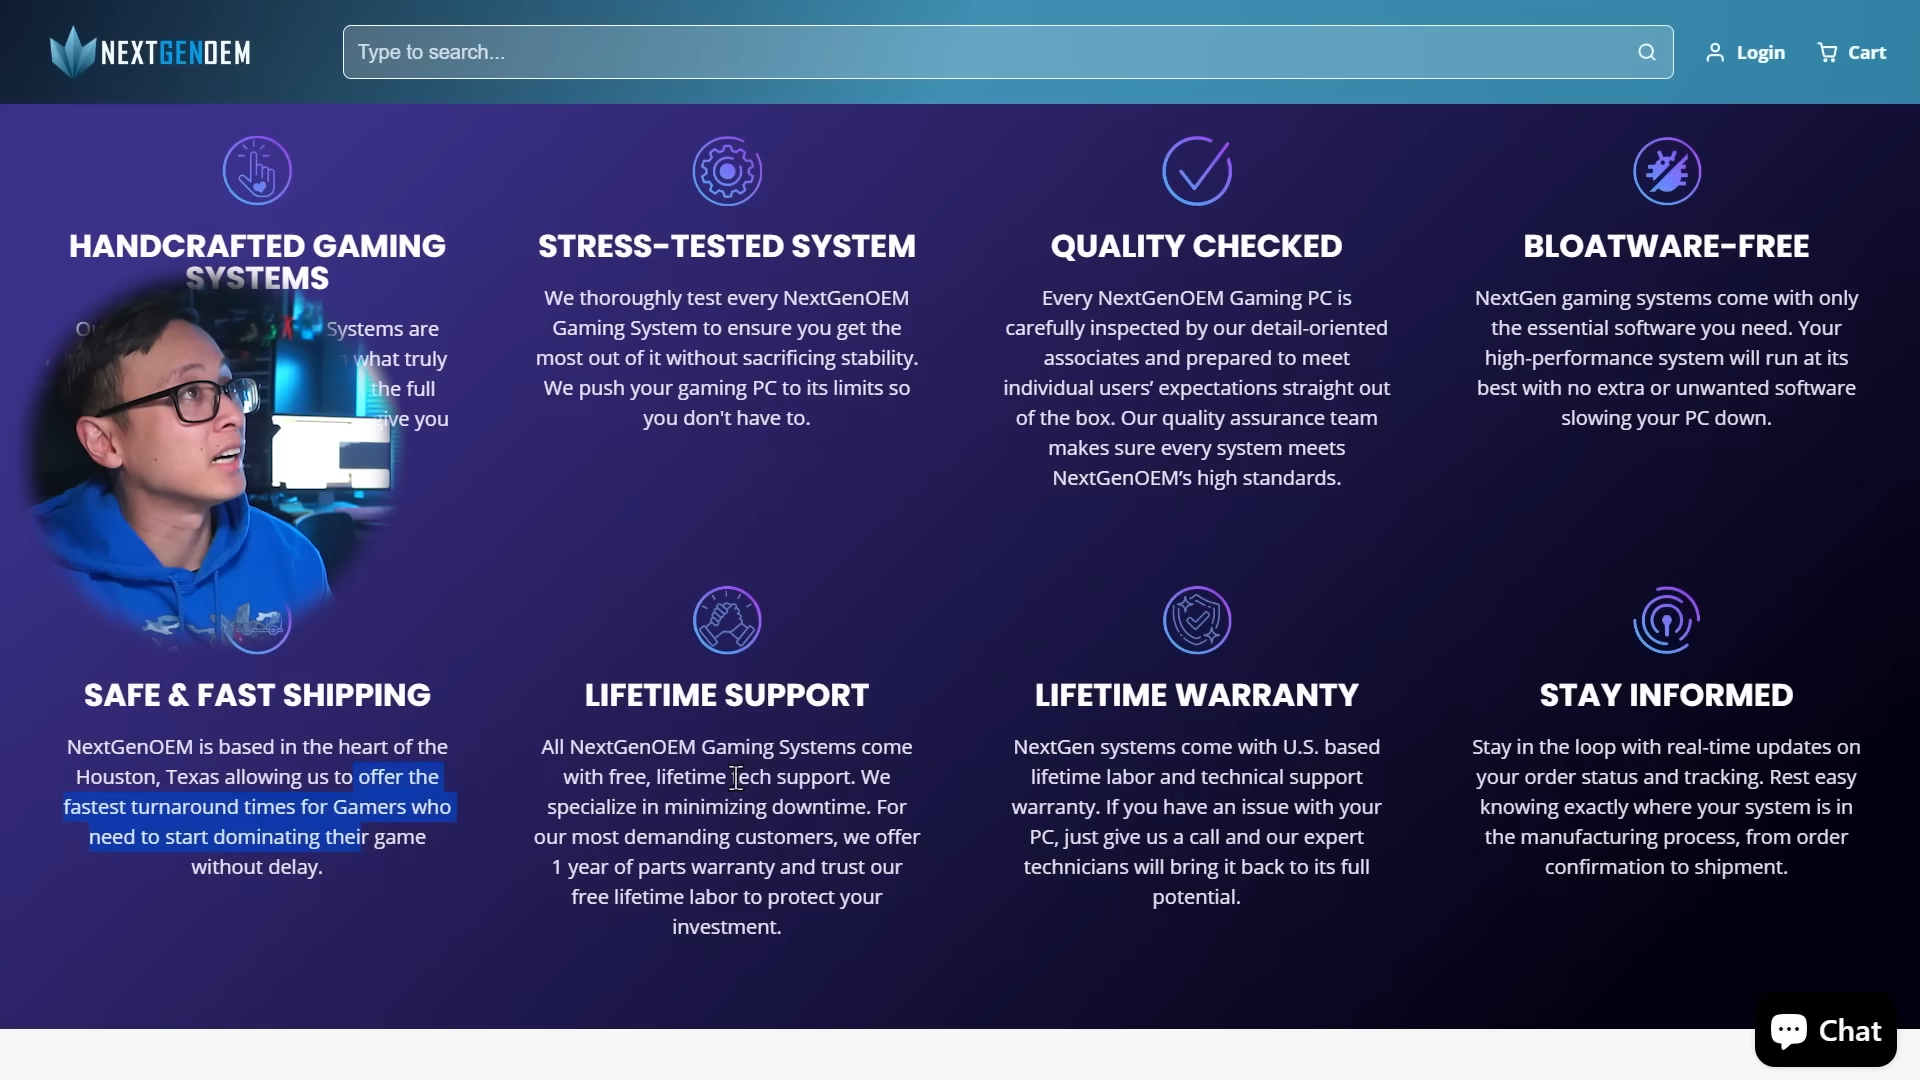 NEXTGENOEM
Type to search...
Login
Cart
HANDCRAFTED GAMING
SYSTEMS
Systems are
what truly
the full
give you
STRESS-TESTED SYSTEM
We thoroughly test every NextGenOEM
Gaming System to ensure you get the
most out of it without sacrificing stability.
We push your gaming PC to its limits so
you don't have to.
QUALITY CHECKED
Every NextGenOEM Gaming PC is
carefully inspected by our detail-oriented
associates and prepared to meet
individual users’ expectations straight out
of the box. Our quality assurance team
makes sure every system meets
NextGenOEM’s high standards.
BLOATWARE-FREE
NextGen gaming systems come with only
the essential software you need. Your
high-performance system will run at its
best with no extra or unwanted software
slowing your PC down.
SAFE & FAST SHIPPING
NextGenOEM is based in the heart of the
Houston, Texas allowing us to offer the
fastest turnaround times for Gamers who
need to start dominating their game
without delay.
LIFETIME SUPPORT
All NextGenOEM Gaming Systems come
with free, lifetime tech support. We
specialize in minimizing downtime. For
our most demanding customers, we offer
1 year of parts warranty and trust our
free lifetime labor to protect your
investment.
LIFETIME WARRANTY
NextGen systems come with U.S. based
lifetime labor and technical support
warranty. If you have an issue with your
PC, just give us a call and our expert
technicians will bring it back to its full
potential.
STAY INFORMED
Stay in the loop with real-time updates on
your order status and tracking. Rest easy
knowing exactly where your system is in
the manufacturing process, from order
confirmation to shipment.
Chat